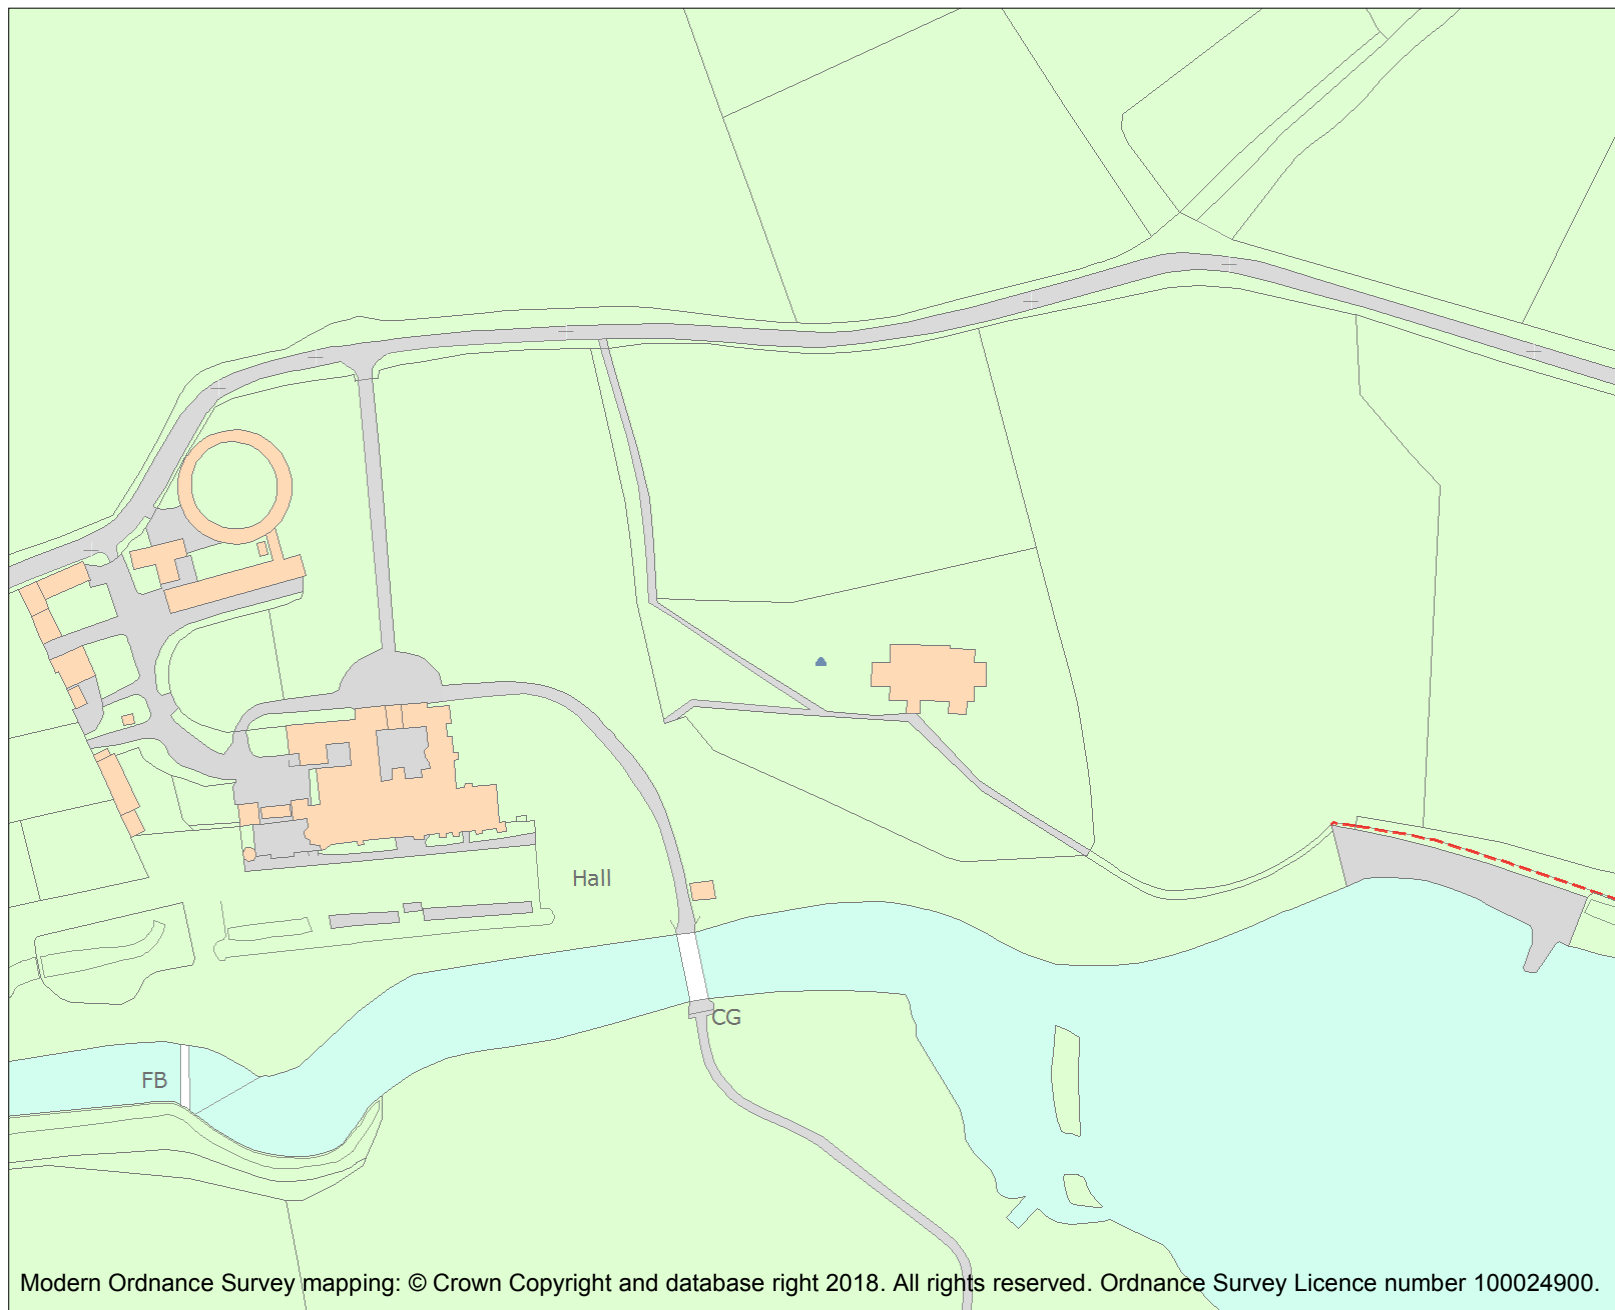 Hall
CG
FB
Modern Ordnance Survey mapping: © Crown Copyright and database right 2018. All rights reserved. Ordnance Survey Licence number 100024900.